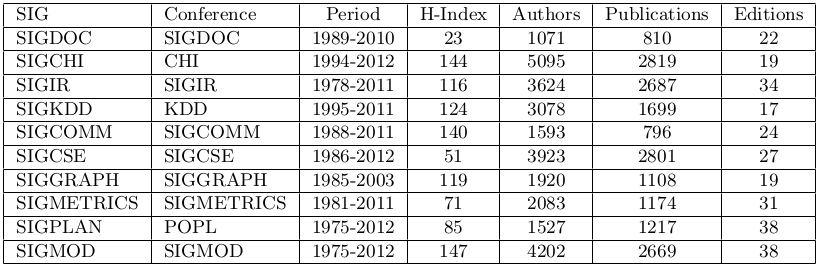 SIG Conference Period H-Index Authors Publications Editions
SIGDOC SIGDOC 1989-2010 23 1071 810 22
SIGCHI CHI 1994-2012 144 5095 2819 19
SIGIR SIGIR 1978-2011 116 3624 2687 34
SIGKDD KDD 1995-2011 124 3078 1699 17
SIGCOMM SIGCOMM 1988-2011 140 1593 796 24
SIGCSE SIGCSE 1986-2012 51 3923 2801 27
SIGGRAPH SIGGRAPH 1985-2003 119 1920 1108 19
SIGMETRICS SIGMETRICS 1981-2011 71 2083 1174 31
SIGPLAN POPL 1975-2012 85 1527 1217 38
SIGMOD SIGMOD 1975-2012 147 4202 2669 38